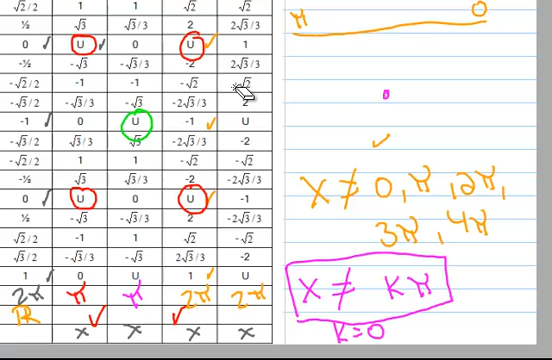 √2/2 1 1 √2 √2
½ √3 √3/3 2 2√3/3
0 ✓ U ✓ 0 U ✓ 1
-½ -√3 -√3/3 -2 2√3/3
-√2/2 -1 -1 -√2 √2
-√3/2 -√3/3 -√3 -2√3/3 2
-1 ✓ 0 U -1 ✓ U
-√3/2 √3/3 √3 -2√3/3 -2
-√2/2 1 1 -√2 -√2
-½ √3 √3/3 -2 -2√3/3
0 ✓ U 0 U ✓ -1
½ -√3 -√3/3 2 -2√3/3
√2/2 -1 -1 √2 -√2
√3/2 -√3/3 -√3 2√3/3 -2
1 ✓ 0 U 1 ✓ U
2π π π 2π 2π
ℝ ✓ ✓
x x x x
π 0
0
✓
x ≠ 0, π, 2π,
3π, 4π
x ≠ kπ
k=0